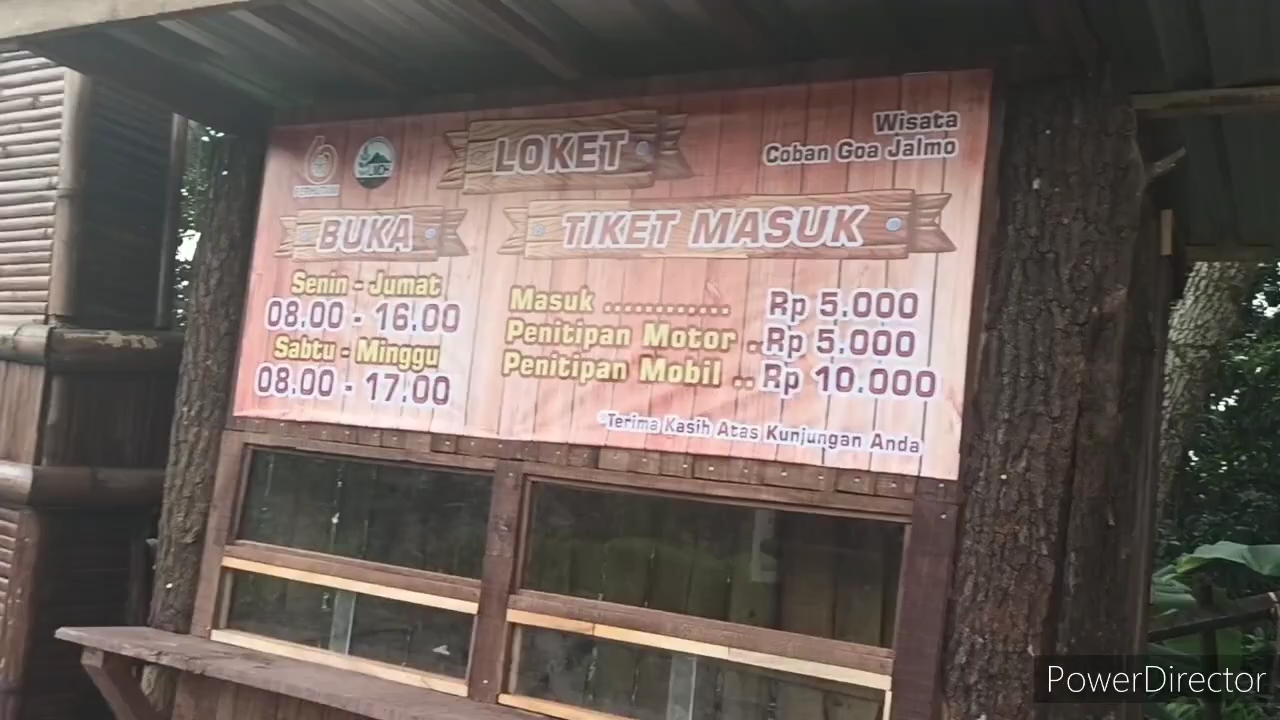 LOKET
Wisata
Coban Goa Jalmo
BUKA
Senin - Jumat
08.00 - 16.00
Sabtu - Minggu
08.00 - 17.00
TIKET MASUK
Masuk ............ Rp 5.000
Penitipan Motor .. Rp 5.000
Penitipan Mobil .. Rp 10.000
*Terima Kasih Atas Kunjungan Anda
PowerDirector